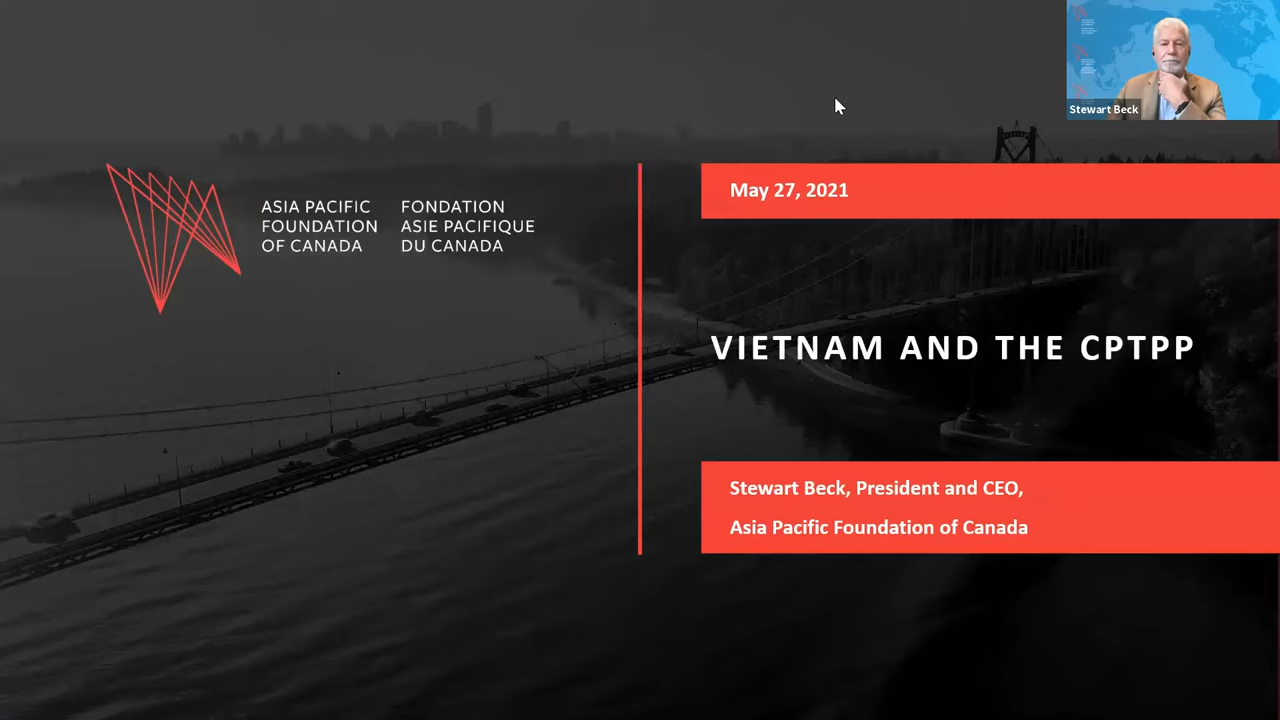 Stewart Beck
ASIA PACIFIC
FOUNDATION
OF CANADA
FONDATION
ASIE PACIFIQUE
DU CANADA
May 27, 2021
VIETNAM AND THE CPTPP
Stewart Beck, President and CEO,
Asia Pacific Foundation of Canada